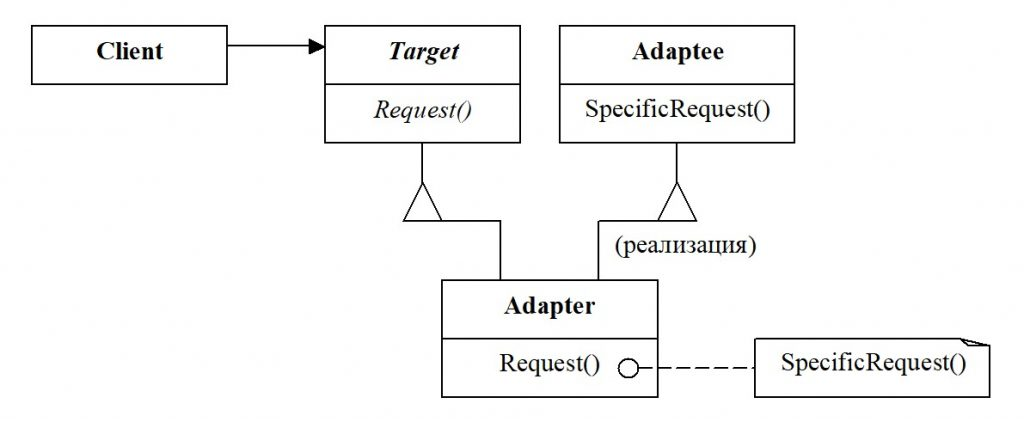 Client
Target
Adaptee
Request()
SpecificRequest()
(реализация)
Adapter
Request()
SpecificRequest()